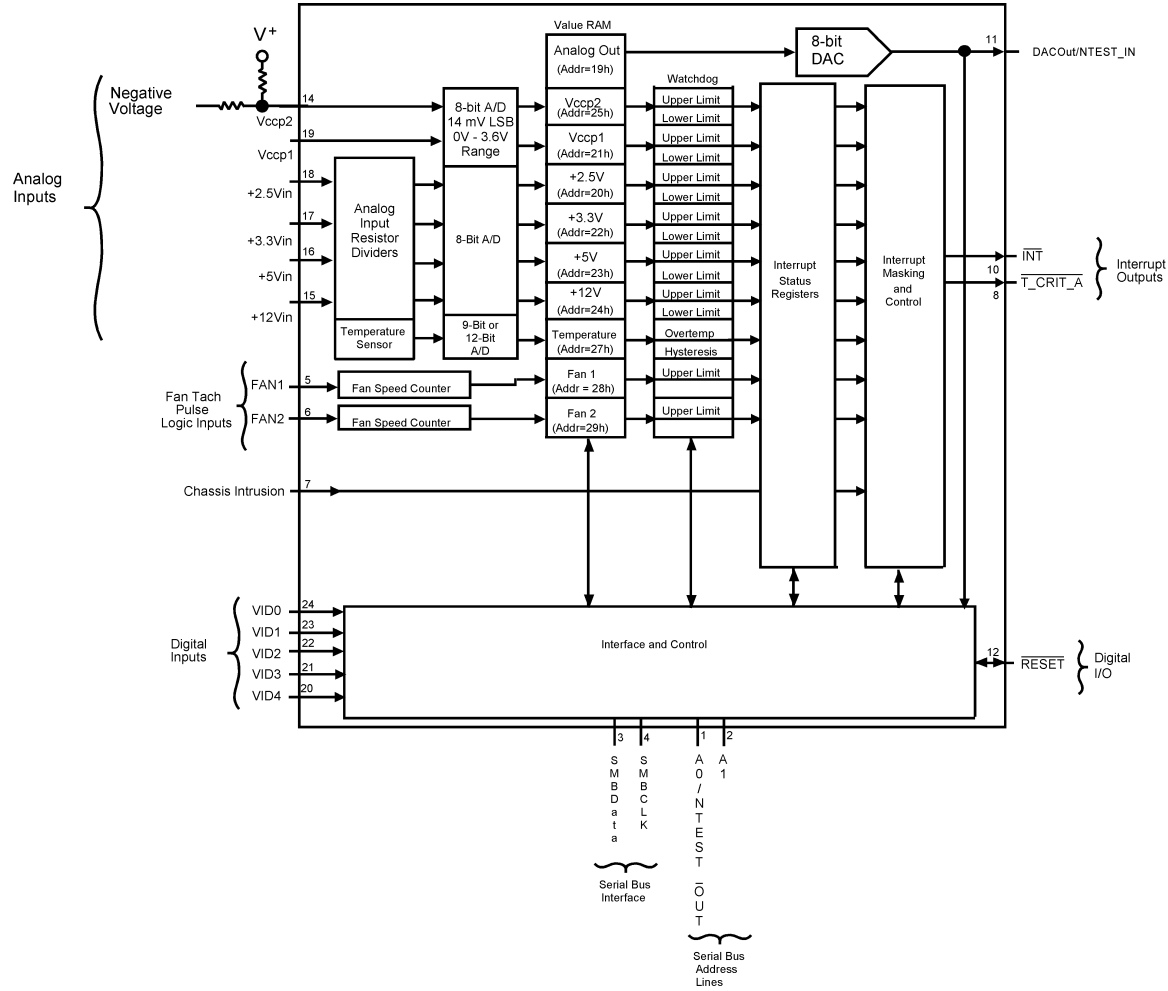 Value RAM
V+
Analog Out
(Addr=19h)
8-bit
DAC
11
DACOut/NTEST_IN
Watchdog
Negative
Voltage
14
Vccp2
19
Vccp1
8-bit A/D
14 mV LSB
0V - 3.6V
Range
Vccp2
(Addr=25h)
Upper Limit
Lower Limit
Vccp1
(Addr=21h)
Upper Limit
Lower Limit
Analog
Inputs
18
+2.5Vin
17
+3.3Vin
16
+5Vin
15
+12Vin
Analog
Input
Resistor
Dividers
8-Bit A/D
+2.5V
(Addr=20h)
Upper Limit
Lower Limit
+3.3V
(Addr=22h)
Upper Limit
Lower Limit
+5V
(Addr=23h)
Upper Limit
Lower Limit
+12V
(Addr=24h)
Upper Limit
Lower Limit
Interrupt
Status
Registers
Interrupt
Masking
and
Control
INT
10
T_CRIT_A
8
Interrupt
Outputs
Temperature
Sensor
9-Bit or
12-Bit
A/D
Temperature
(Addr=27h)
Overtemp
Hysteresis
Fan Tach
Pulse
Logic Inputs
FAN1
5
Fan Speed Counter
Fan 1
(Addr = 28h)
Upper Limit
FAN2
6
Fan Speed Counter
Fan 2
(Addr=29h)
Upper Limit
Chassis Intrusion
7
Digital
Inputs
VID0
24
VID1
23
VID2
22
VID3
21
VID4
20
Interface and Control
12
RESET
Digital
I/O
3
4
1
2
SMBData
SMBCLK
A0/NTEST OUT
A1
Serial Bus
Interface
Serial Bus
Address
Lines